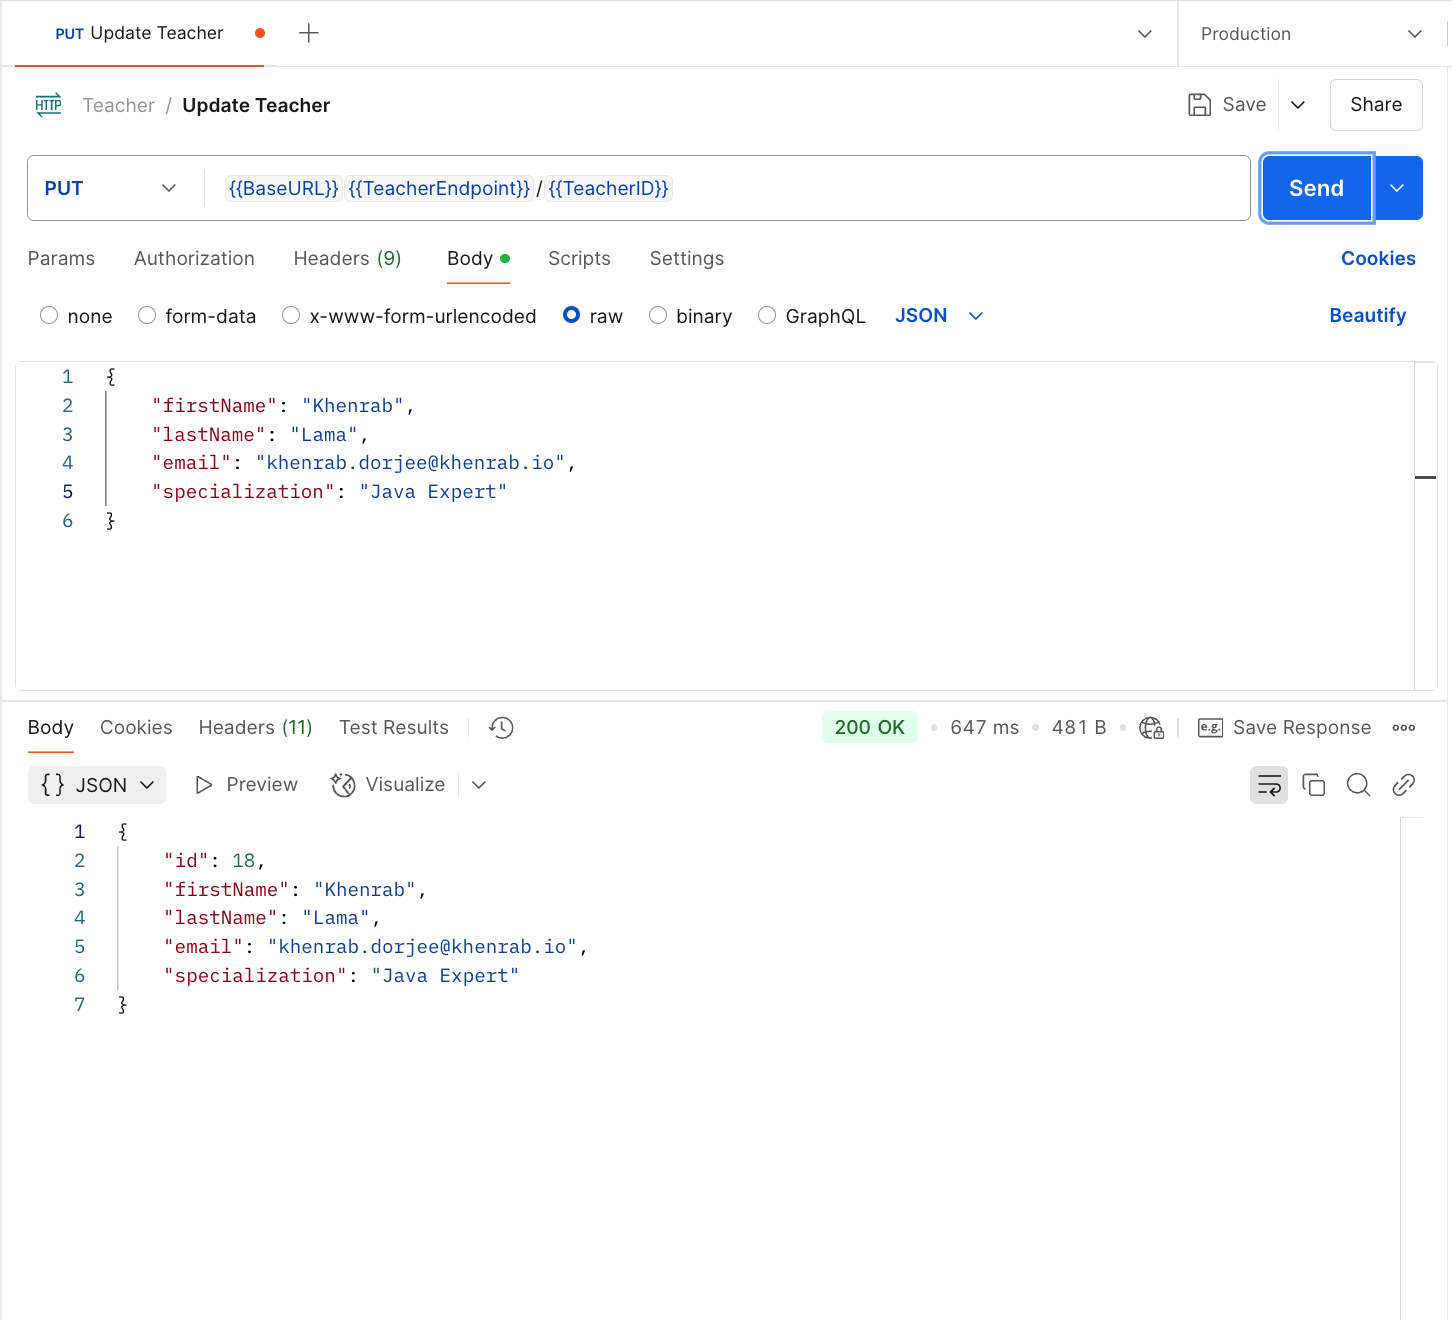 PUT Update Teacher
Production
HTTP Teacher / Update Teacher
Save
Share
PUT
{{BaseURL}} {{TeacherEndpoint}} / {{TeacherID}}
Send
Params Authorization Headers (9) Body Scripts Settings
Cookies
none form-data x-www-form-urlencoded raw binary GraphQL JSON
Beautify
1 {
2 "firstName": "Khenrab",
3 "lastName": "Lama",
4 "email": "khenrab.dorjee@khenrab.io",
5 "specialization": "Java Expert"
6 }
Body Cookies Headers (11) Test Results
200 OK 647 ms 481 B e.g. Save Response
{} JSON Preview Visualize
1 {
2 "id": 18,
3 "firstName": "Khenrab",
4 "lastName": "Lama",
5 "email": "khenrab.dorjee@khenrab.io",
6 "specialization": "Java Expert"
7 }